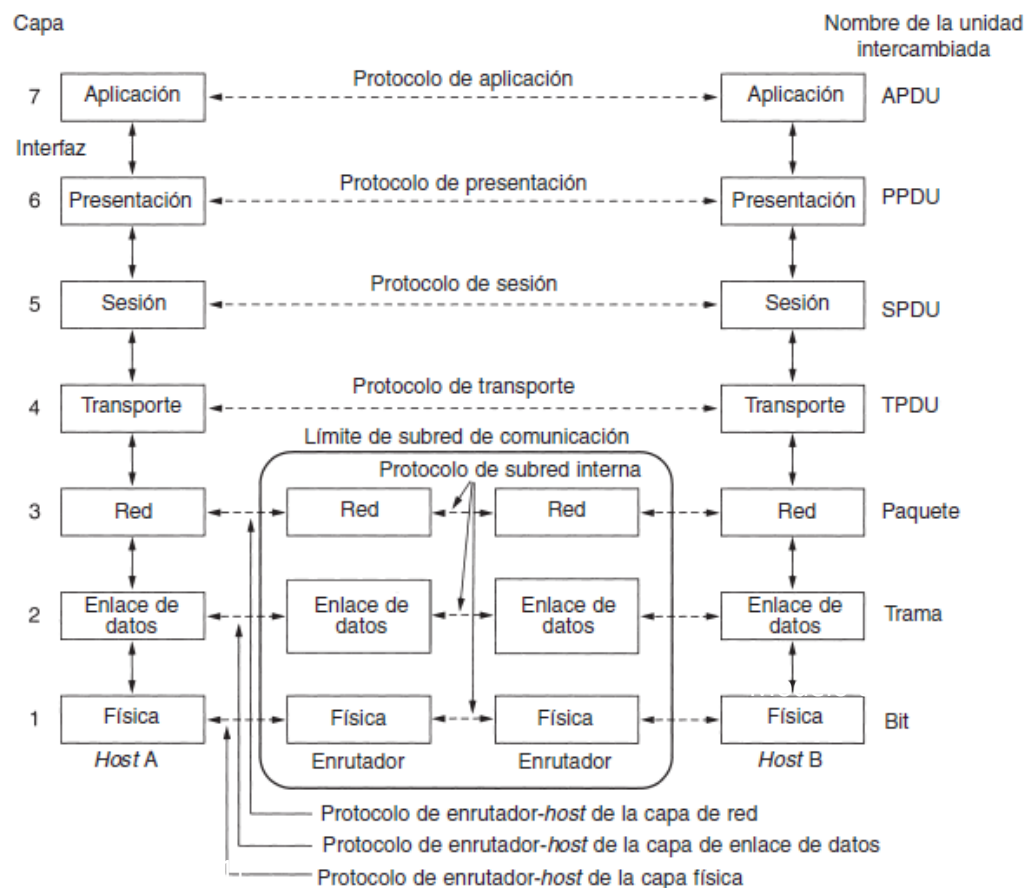 Capa
Nombre de la unidad
intercambiada
7
Aplicación
Protocolo de aplicación
Aplicación
APDU
Interfaz
6
Presentación
Protocolo de presentación
Presentación
PPDU
5
Sesión
Protocolo de sesión
Sesión
SPDU
4
Transporte
Protocolo de transporte
Transporte
TPDU
Límite de subred de comunicación
Protocolo de subred interna
3
Red
Red
Red
Red
Paquete
2
Enlace de
datos
Enlace de
datos
Enlace de
datos
Enlace de
datos
Trama
1
Física
Física
Física
Física
Bit
Host A
Enrutador
Enrutador
Host B
Protocolo de enrutador-host de la capa de red
Protocolo de enrutador-host de la capa de enlace de datos
Protocolo de enrutador-host de la capa física